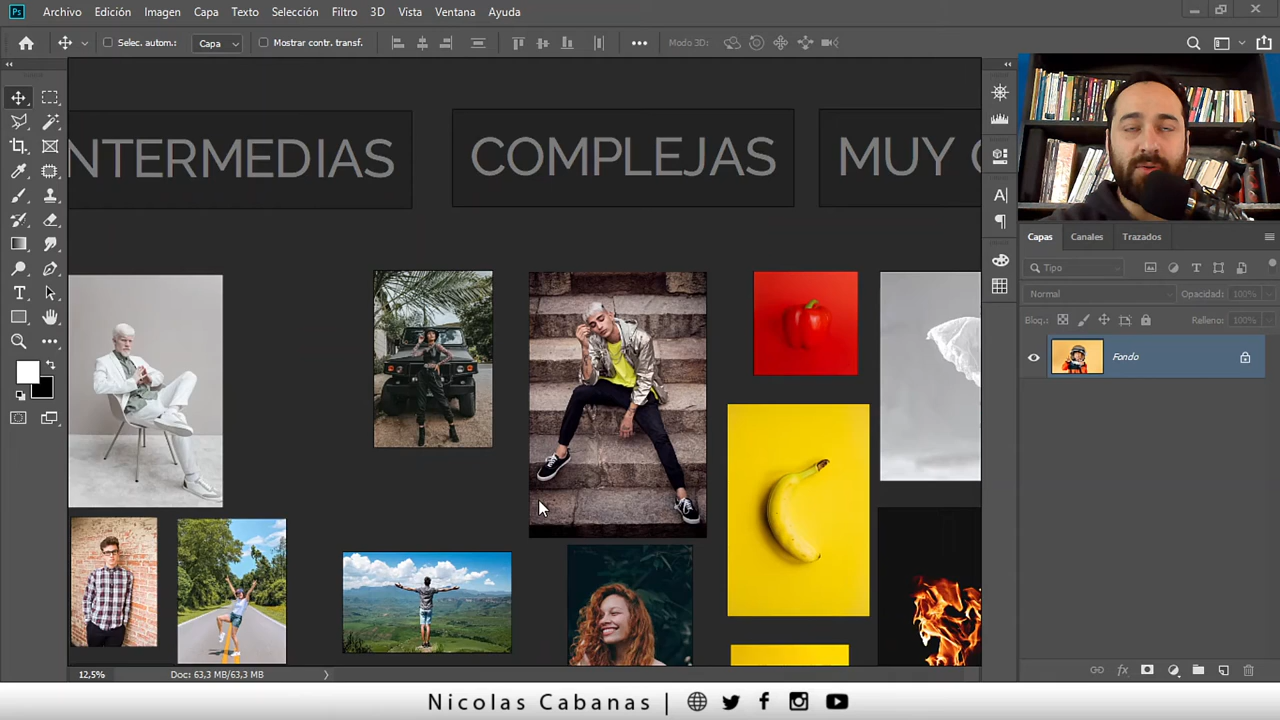 Ps Archivo Edición Imagen Capa Texto Selección Filtro 3D Vista Ventana Ayuda
Selec. autom.: Capa Mostrar contr. transf. Modo 3D:
NTERMEDIAS
COMPLEJAS
MUY
Capas Canales Trazados
Tipo
Normal Opacidad: 100%
Bloq.: Relleno: 100%
Fondo
12,5% Doc: 63,3 MB/63,3 MB
Nicolas Cabanas |